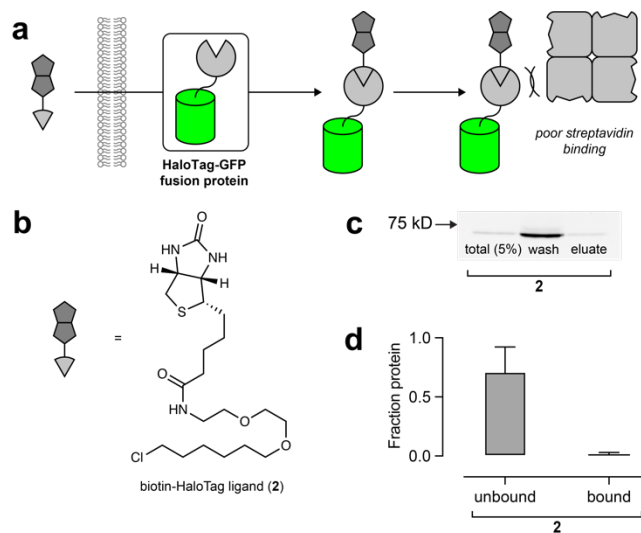 a
HaloTag-GFP
fusion protein
poor streptavidin
binding
b
O
HN
NH
H
H
S
O
HN
O
O
Cl
=
biotin-HaloTag ligand (2)
c
75 kD
total (5%) wash eluate
2
d
Fraction protein
1.0
0.5
0.0
unbound bound
2